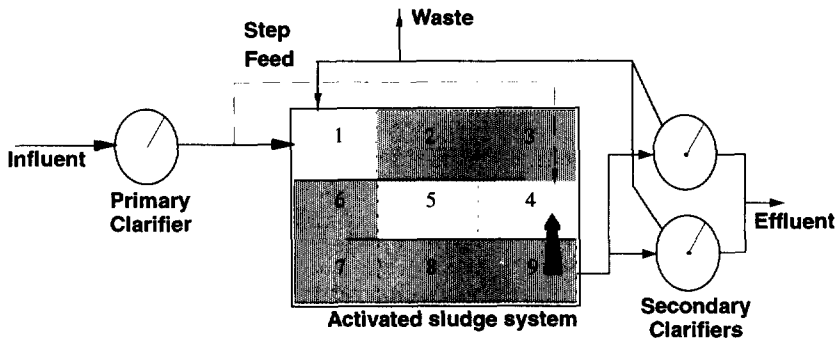 Step
Feed
Waste
Influent
Primary
Clarifier
1 2 3
6 5 4
7 8 9
Effluent
Secondary
Clarifiers
Activated sludge system